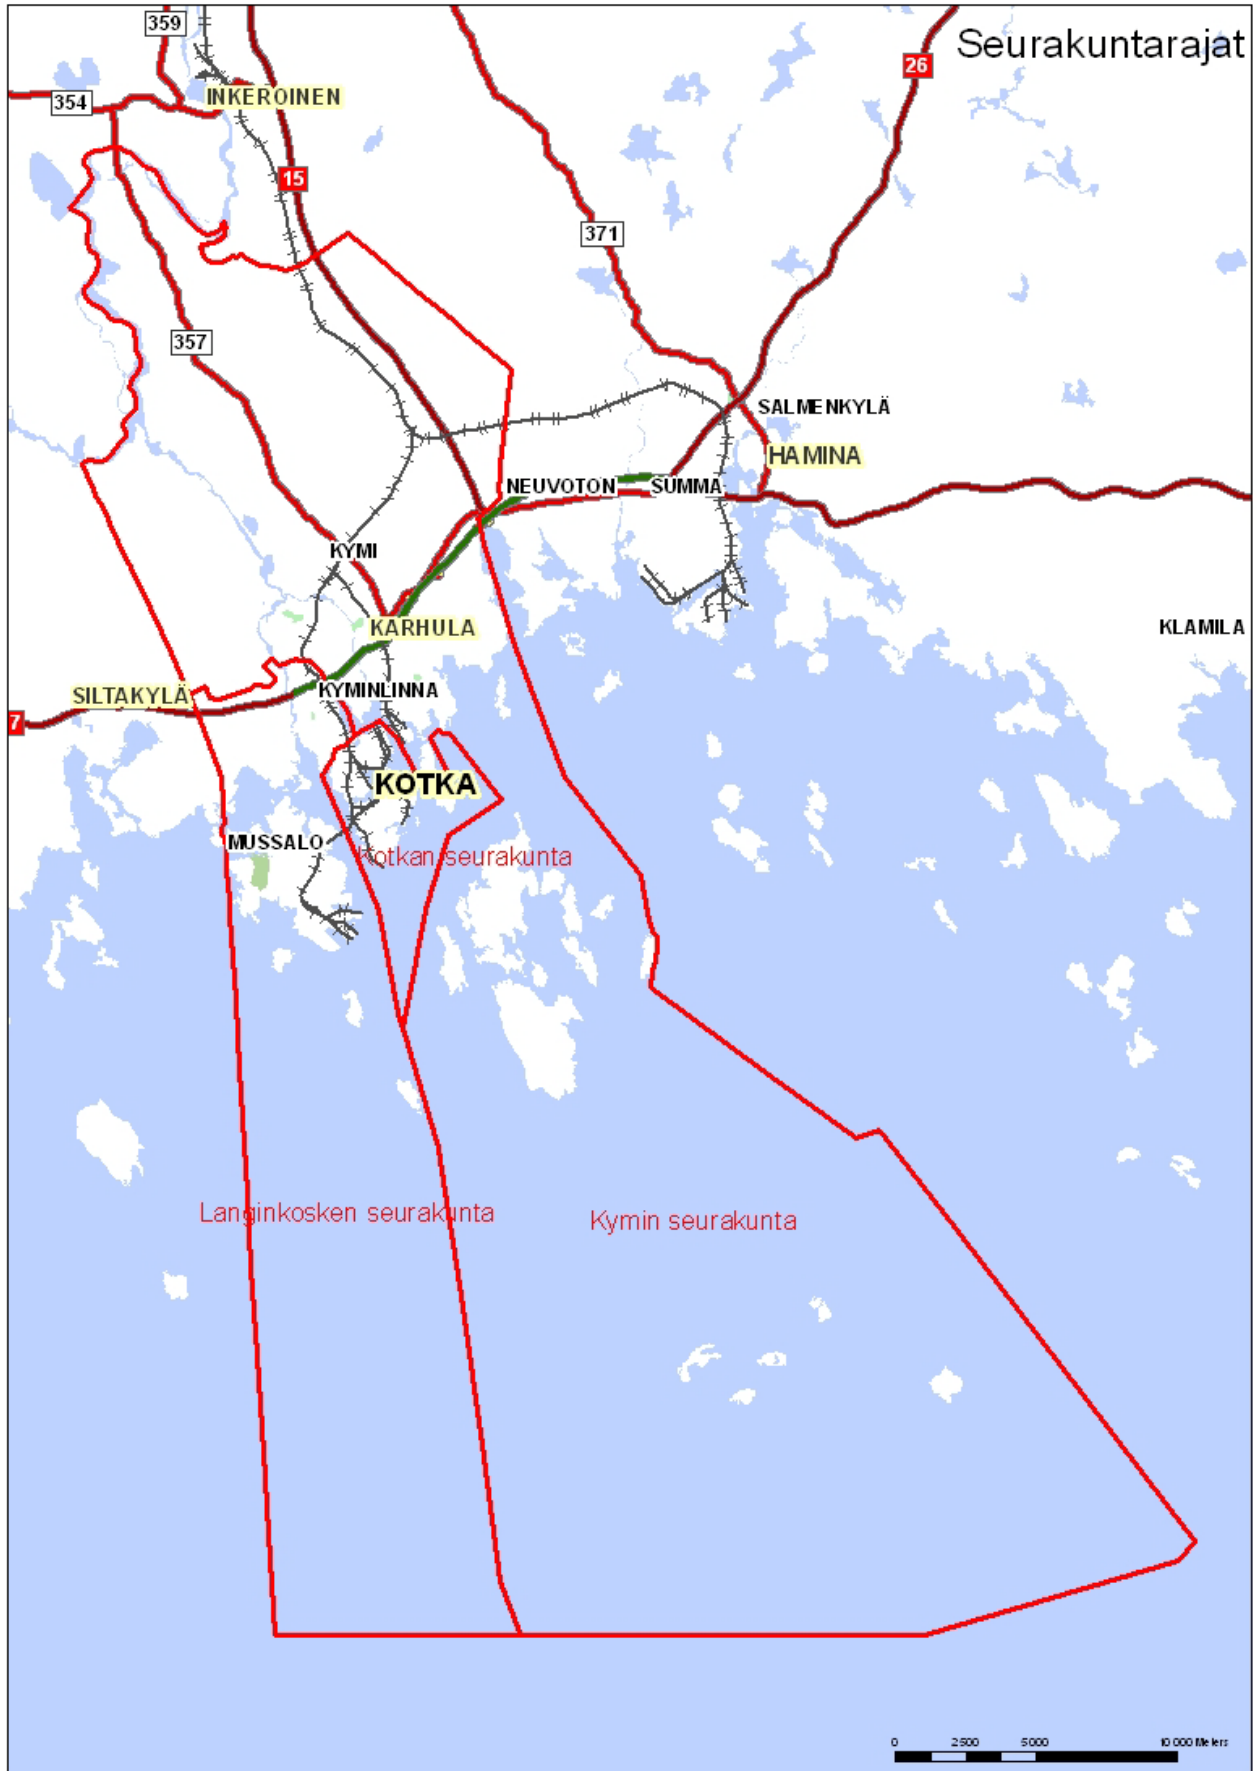 359
Seurakuntarajat
26
354
INKEROINEN
15
371
357
SALMENKYLÄ
HAMINA
NEUVOTON
SUMMA
KYMI
KARHULA
KLAMILA
SILTAKYLÄ
KYMINLINNA
7
KOTKA
MUSSALO
Kotkan seurakunta
Langinkosken seurakunta
Kymin seurakunta
0 2500 5000 10 000 Meters